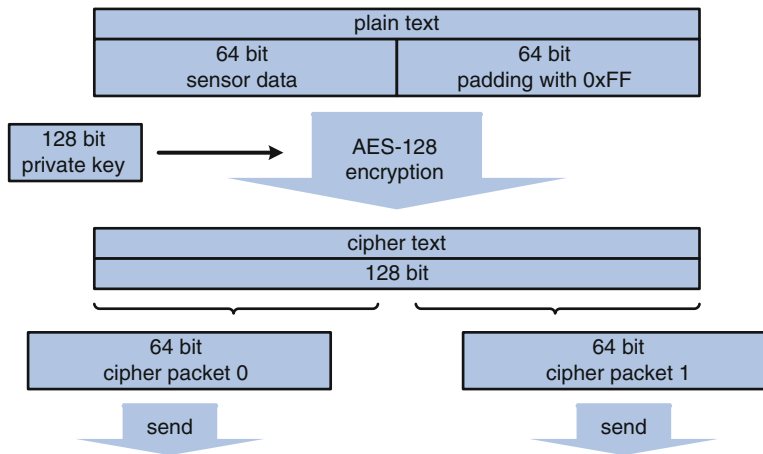 plain text
64 bit
sensor data
64 bit
padding with 0xFF
128 bit
private key
AES-128
encryption
cipher text
128 bit
64 bit
cipher packet 0
64 bit
cipher packet 1
send
send